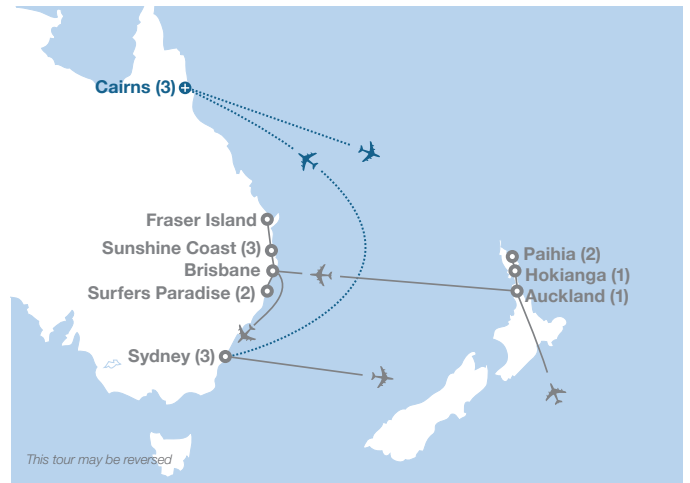 Cairns (3)
Fraser Island
Sunshine Coast (3)
Brisbane
Surfers Paradise (2)
Sydney (3)
Paihia (2)
Hokianga (1)
Auckland (1)
This tour may be reversed